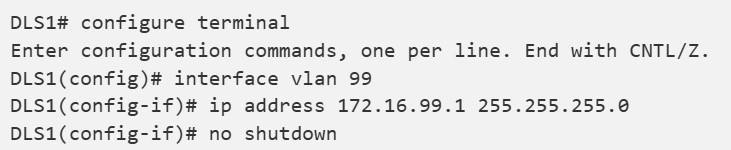 DLS1# configure terminal
Enter configuration commands, one per line. End with CNTL/Z.
DLS1(config)# interface vlan 99
DLS1(config-if)# ip address 172.16.99.1 255.255.255.0
DLS1(config-if)# no shutdown